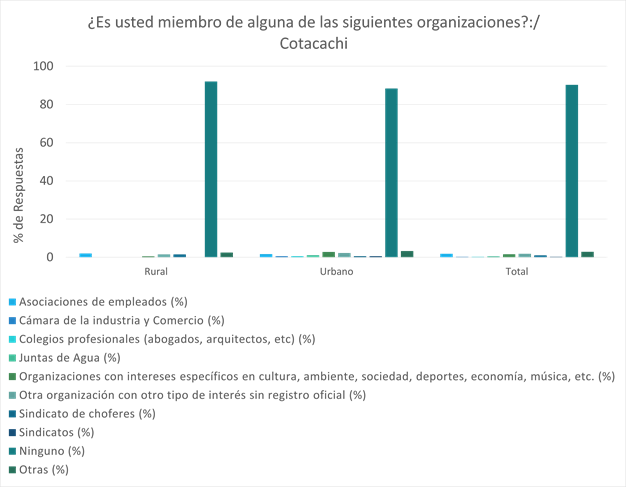 ¿Es usted miembro de alguna de las siguientes organizaciones?:/
Cotacachi
100
80
60
40
20
0
% de Respuestas
Rural
Urbano
Total
Asociaciones de empleados (%)
Cámara de la industria y Comercio (%)
Colegios profesionales (abogados, arquitectos, etc) (%)
Juntas de Agua (%)
Organizaciones con intereses específicos en cultura, ambiente, sociedad, deportes, economía, música, etc. (%)
Otra organización con otro tipo de interés sin registro oficial (%)
Sindicato de choferes (%)
Sindicatos (%)
Ninguno (%)
Otras (%)